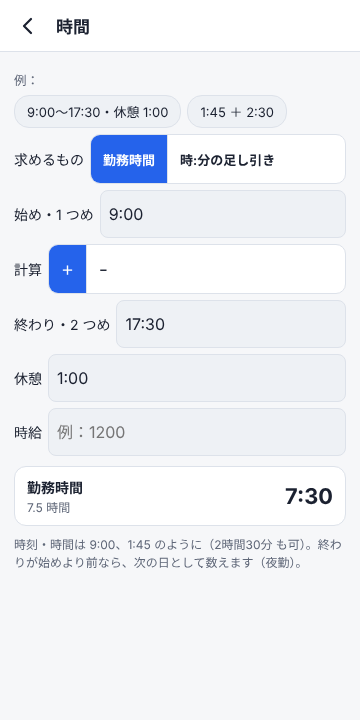 時間
例：
9:00〜17:30・休憩 1:00
1:45 ＋ 2:30
求めるもの
勤務時間
時:分の足し引き
始め・1 つめ
9:00
計算
＋
−
終わり・2 つめ
17:30
休憩
1:00
時給
例：1200
勤務時間
7.5 時間
7:30
時刻・時間は 9:00、1:45 のように（2時間30分 も可）。終わ
りが始めより前なら、次の日として数えます（夜勤）。